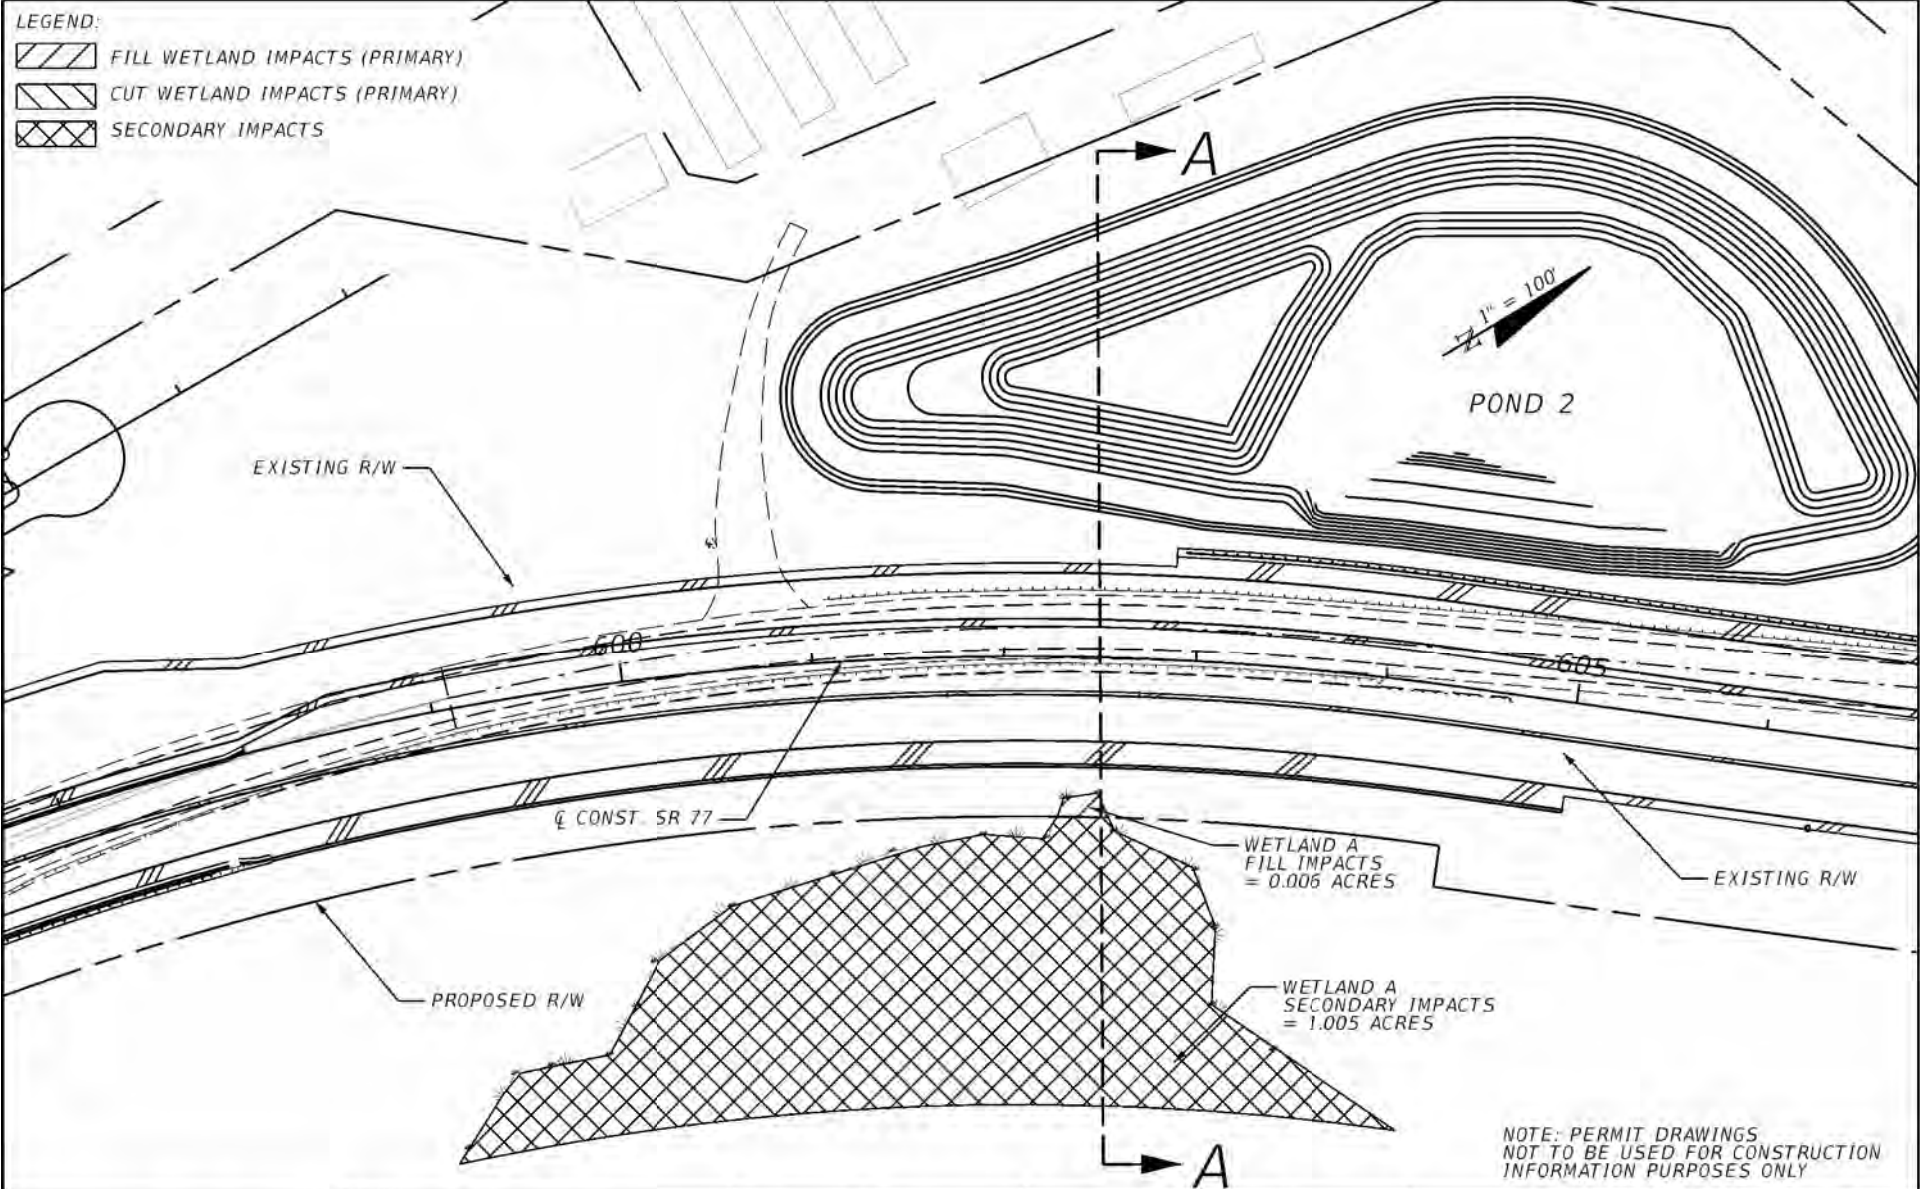 LEGEND:
FILL WETLAND IMPACTS (PRIMARY)
CUT WETLAND IMPACTS (PRIMARY)
SECONDARY IMPACTS
A
1" = 100'
N
POND 2
EXISTING R/W
600
605
℄ CONST. SR 77
WETLAND A
FILL IMPACTS
= 0.006 ACRES
EXISTING R/W
PROPOSED R/W
WETLAND A
SECONDARY IMPACTS
= 1.005 ACRES
A
NOTE: PERMIT DRAWINGS
NOT TO BE USED FOR CONSTRUCTION
INFORMATION PURPOSES ONLY